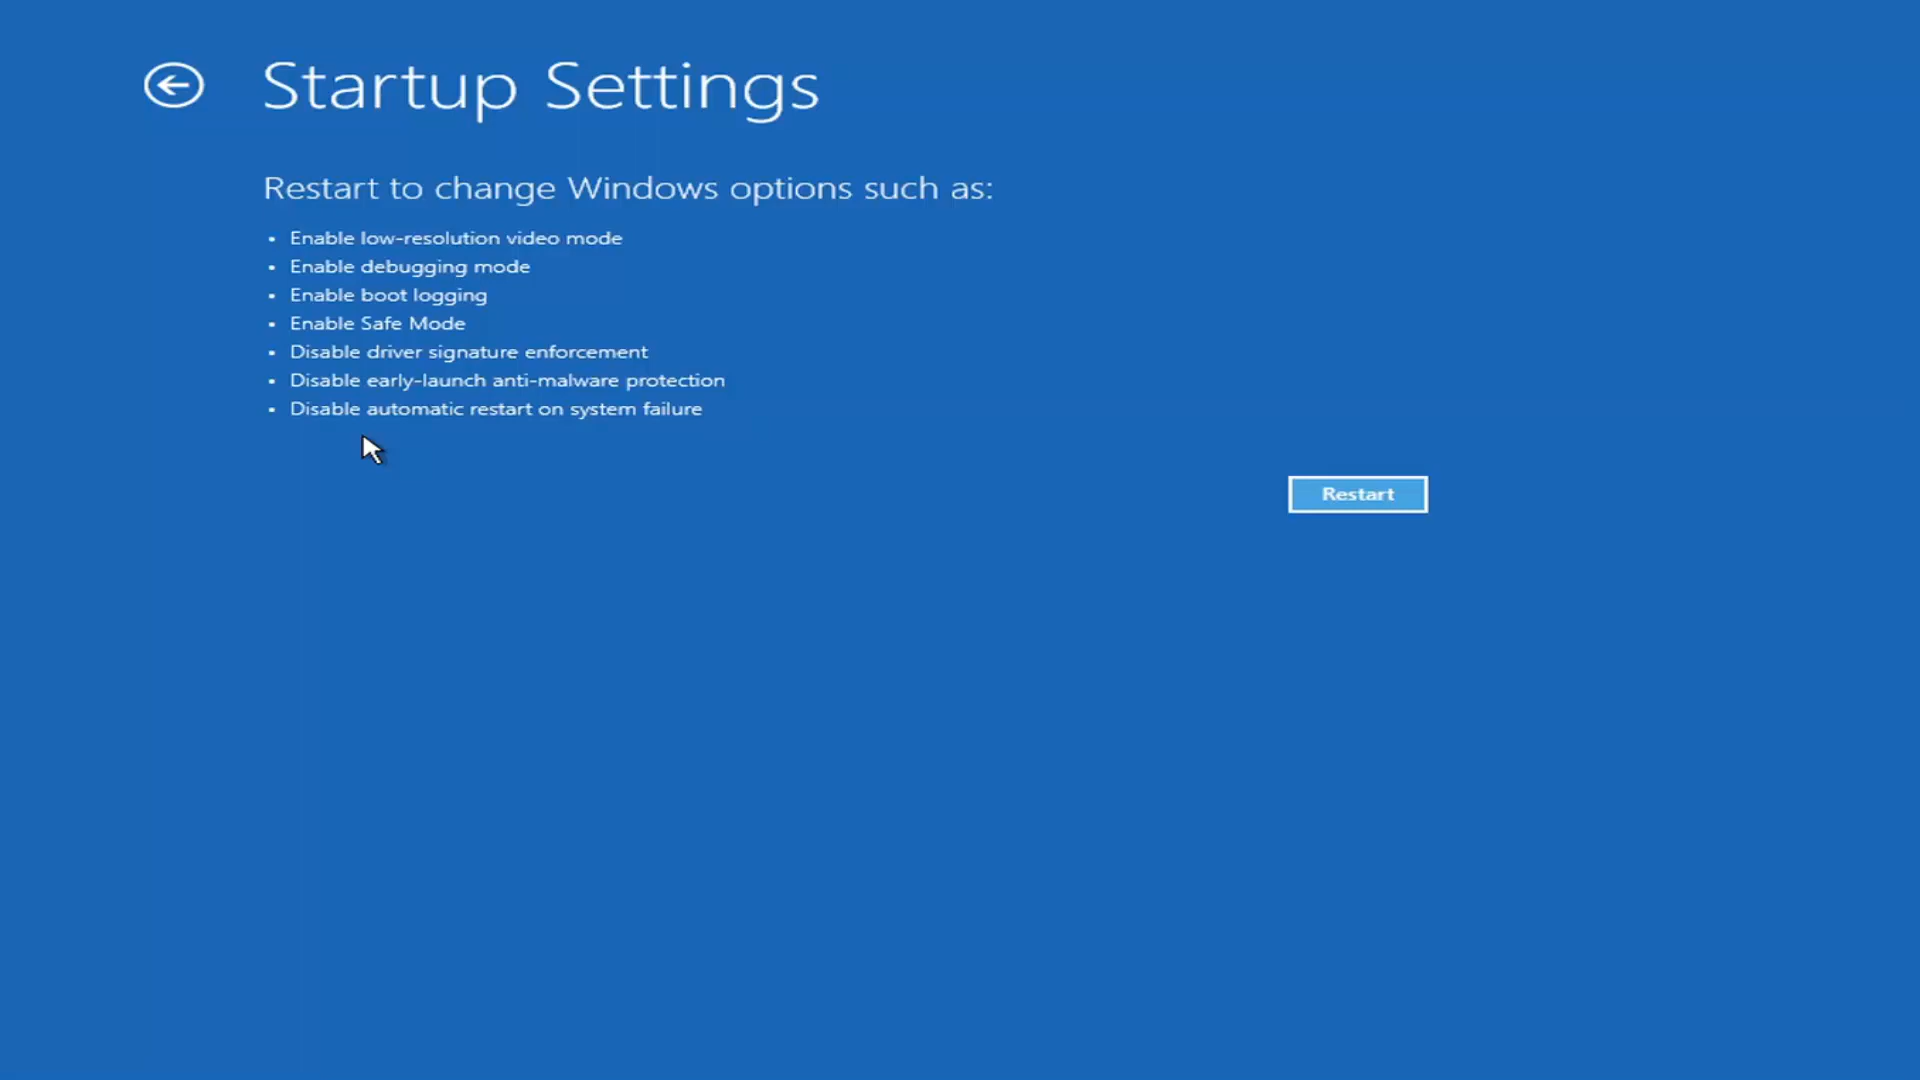 Startup Settings
Restart to change Windows options such as:
• Enable low-resolution video mode
• Enable debugging mode
• Enable boot logging
• Enable Safe Mode
• Disable driver signature enforcement
• Disable early-launch anti-malware protection
• Disable automatic restart on system failure
Restart